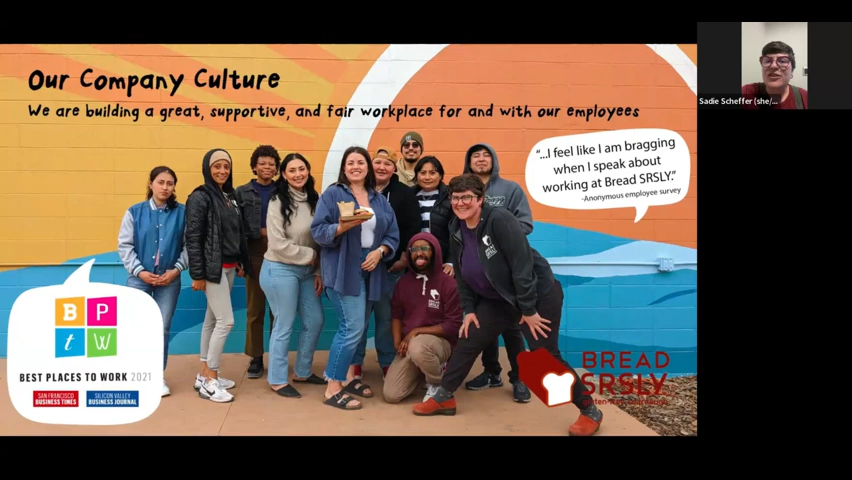 Our Company Culture
We are building a great, supportive, and fair workplace for and with our employees
"...I feel like I am bragging
when I speak about
working at Bread SRSLY."
-Anonymous employee survey
Sadie Scheffer (she/...
B P
t W
BEST PLACES TO WORK 2021
SAN FRANCISCO
BUSINESS TIMES
SILICON VALLEY
BUSINESS JOURNAL
BREAD
SRSLY